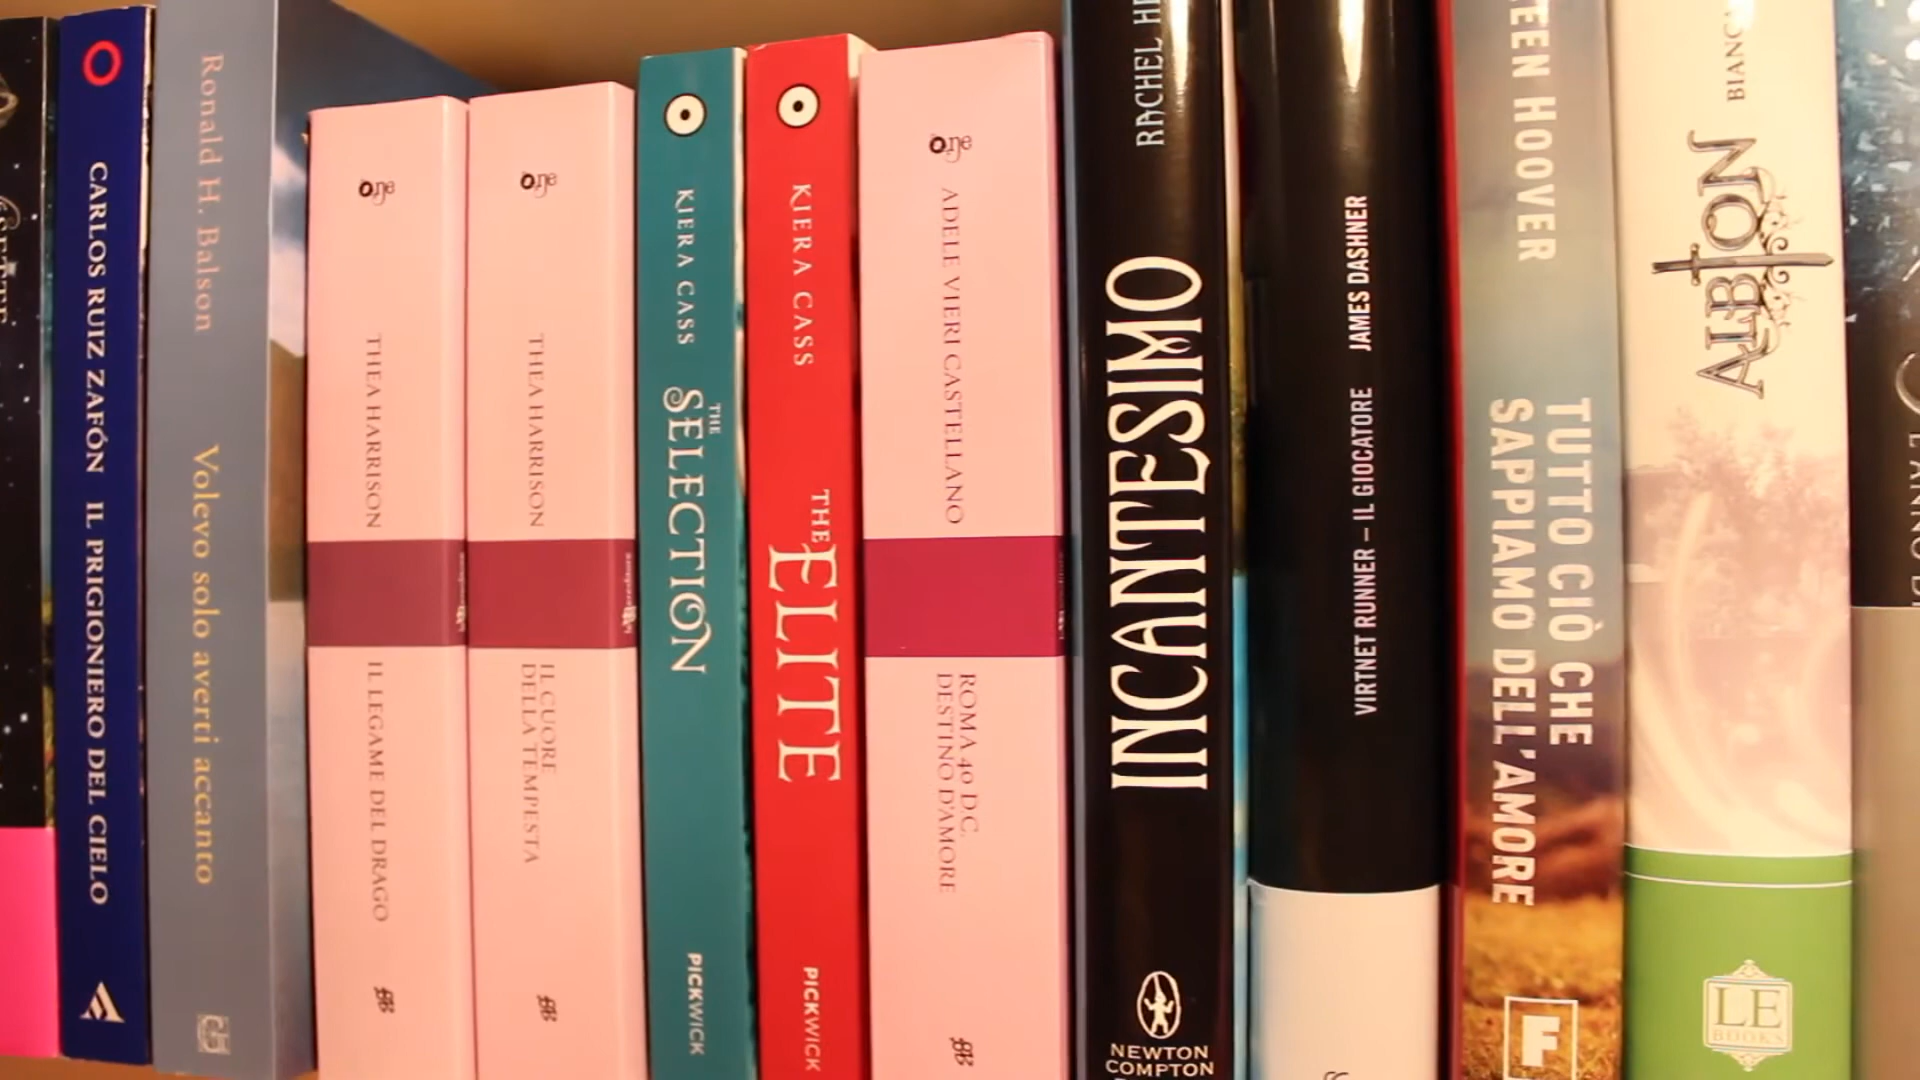 CARLOS RUIZ ZAFÓN IL PRIGIONIERO DEL CIELO
Ronald H. Balson
Volevo solo averti accanto
one
THEA HARRISON
IL LEGAME DEL DRAGO
one
THEA HARRISON
IL CUORE
DELLA TEMPESTA
KIERA CASS
THE
SELECTION
PICKWICK
KIERA CASS
THE
ELITE
PICKWICK
one
ADELE VIERI CASTELLANO
ROMA 40 D.C.
DESTINO D'AMORE
RACHEL
INCANTESIMO
NEWTON
COMPTON
VIRTNET RUNNER – IL GIOCATORE JAMES DASHNER
HOOVER
TUTTO CIÒ CHE
SAPPIAMO DELL'AMORE
F
ALBION
LE
BOOKS